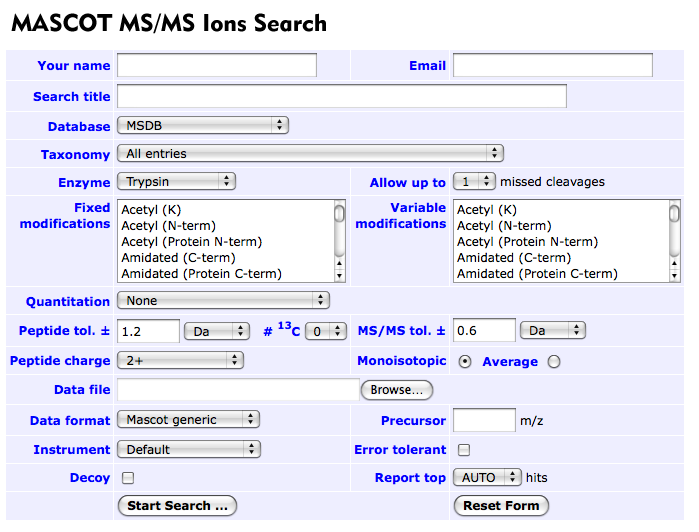 MASCOT MS/MS Ions Search
Your name Email
Search title
Database MSDB
Taxonomy All entries
Enzyme Trypsin Allow up to 1 missed cleavages
Fixed modifications Acetyl (K) Variable modifications Acetyl (K)
Acetyl (N-term) Acetyl (N-term)
Acetyl (Protein N-term) Acetyl (Protein N-term)
Amidated (C-term) Amidated (C-term)
Amidated (Protein C-term) Amidated (Protein C-term)
Quantitation None
Peptide tol. ± 1.2 Da # 13C 0 MS/MS tol. ± 0.6 Da
Peptide charge 2+ Monoisotopic Average
Data file Browse...
Data format Mascot generic Precursor m/z
Instrument Default Error tolerant
Decoy Report top AUTO hits
Start Search ... Reset Form